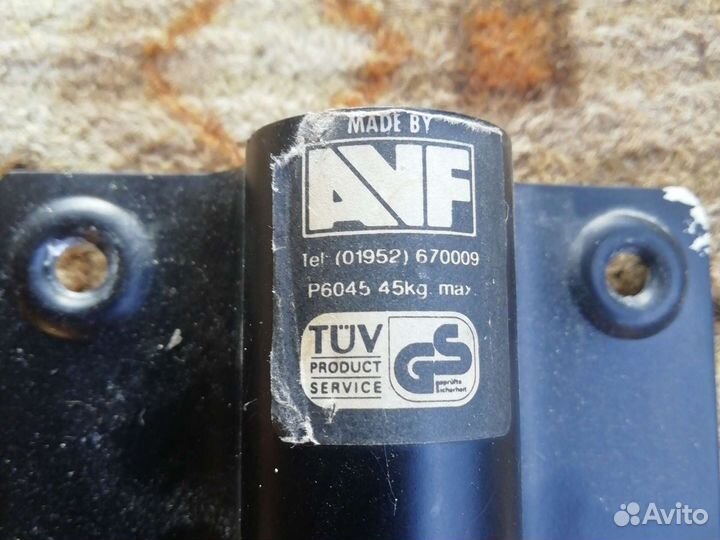 MADE BY
AVF
Tel (01952) 670009
P6045 45kg. max.
TÜV
PRODUCT
SERVICE
GS
geprüfte
Sicherheit
Avito